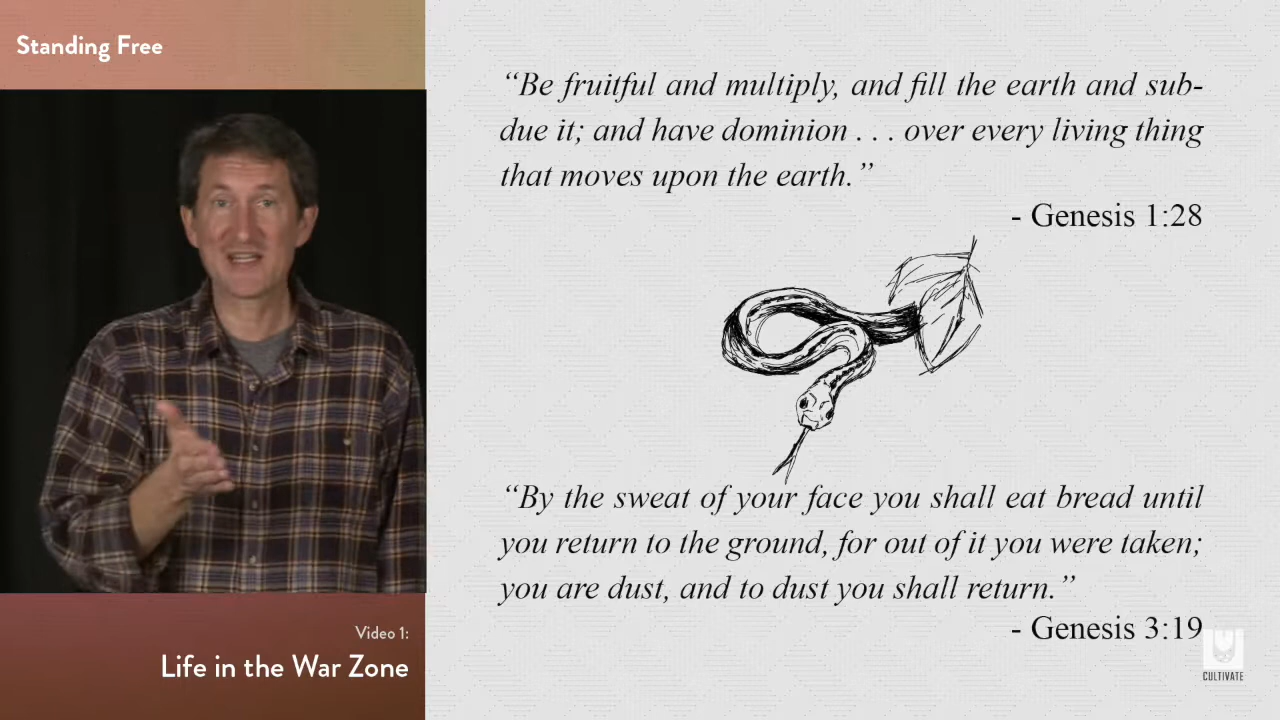 Standing Free
“Be fruitful and multiply, and fill the earth and sub-
due it; and have dominion . . . over every living thing
that moves upon the earth.”
- Genesis 1:28
“By the sweat of your face you shall eat bread until
you return to the ground, for out of it you were taken;
you are dust, and to dust you shall return.”
- Genesis 3:19
Video 1:
Life in the War Zone
CULTIVATE